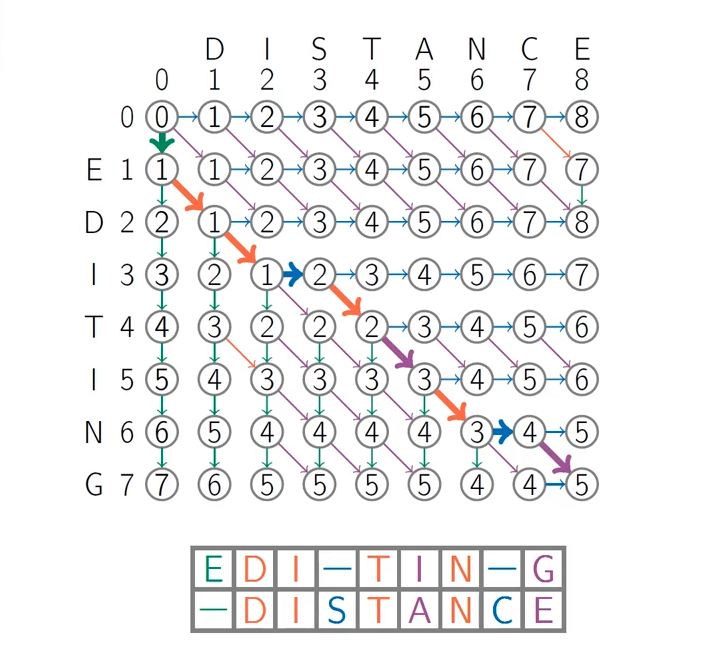 D I S T A N C E
0 1 2 3 4 5 6 7 8
0 0 1 2 3 4 5 6 7 8
E 1 1 1 2 3 4 5 6 7 7
D 2 2 1 2 3 4 5 6 7 8
I 3 3 2 1 2 3 4 5 6 7
T 4 4 3 2 2 2 3 4 5 6
I 5 5 4 3 3 3 3 4 5 6
N 6 6 5 4 4 4 4 3 4 5
G 7 7 6 5 5 5 5 4 4 5
E D I — T I N — G
— D I S T A N C E